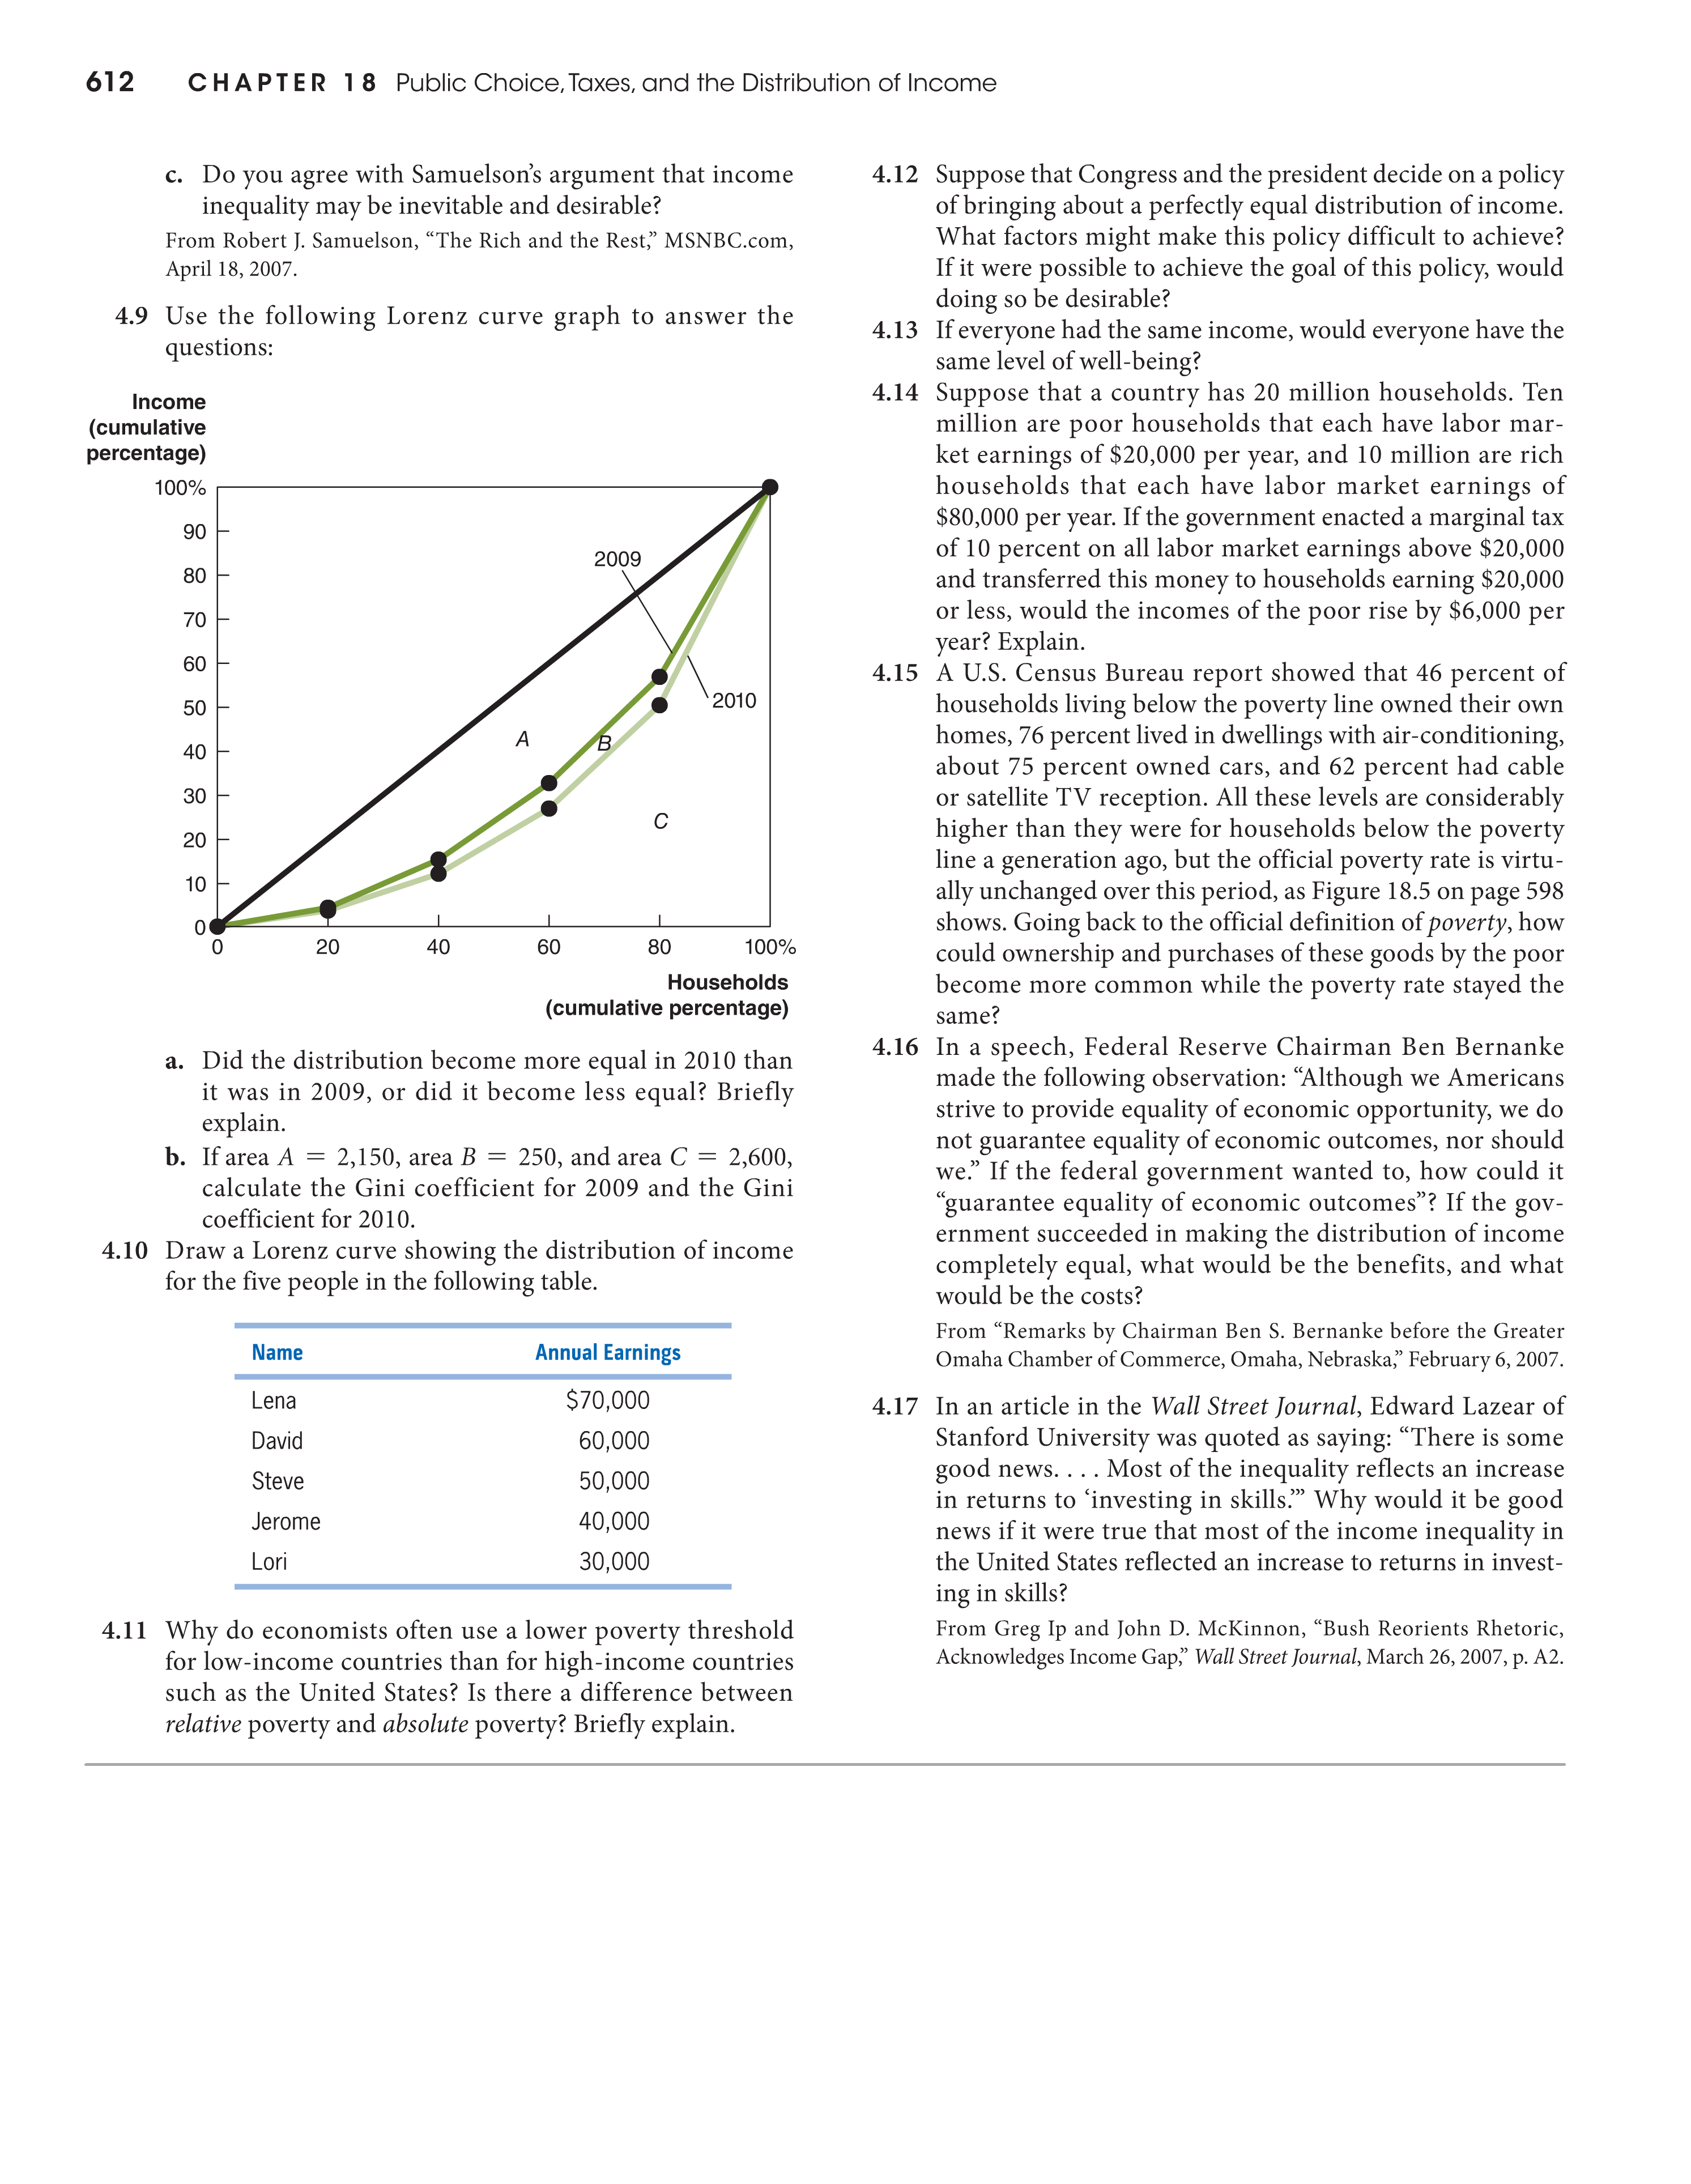 612 CHAPTER 18 Public Choice, Taxes, and the Distribution of Income
c. Do you agree with Samuelson’s argument that income
inequality may be inevitable and desirable?
From Robert J. Samuelson, “The Rich and the Rest,” MSNBC.com,
April 18, 2007.
4.9 Use the following Lorenz curve graph to answer the
questions:
Income
(cumulative
percentage)
100%
90
80
70
60
50
40
30
20
10
0
2009
2010
A
B
C
0 20 40 60 80 100%
Households
(cumulative percentage)
a. Did the distribution become more equal in 2010 than
it was in 2009, or did it become less equal? Briefly
explain.
b. If area A = 2,150, area B = 250, and area C = 2,600,
calculate the Gini coefficient for 2009 and the Gini
coefficient for 2010.
4.10 Draw a Lorenz curve showing the distribution of income
for the five people in the following table.
Name Annual Earnings
Lena $70,000
David 60,000
Steve 50,000
Jerome 40,000
Lori 30,000
4.11 Why do economists often use a lower poverty threshold
for low-income countries than for high-income countries
such as the United States? Is there a difference between
relative poverty and absolute poverty? Briefly explain.
4.12 Suppose that Congress and the president decide on a policy
of bringing about a perfectly equal distribution of income.
What factors might make this policy difficult to achieve?
If it were possible to achieve the goal of this policy, would
doing so be desirable?
4.13 If everyone had the same income, would everyone have the
same level of well-being?
4.14 Suppose that a country has 20 million households. Ten
million are poor households that each have labor mar-
ket earnings of $20,000 per year, and 10 million are rich
households that each have labor market earnings of
$80,000 per year. If the government enacted a marginal tax
of 10 percent on all labor market earnings above $20,000
and transferred this money to households earning $20,000
or less, would the incomes of the poor rise by $6,000 per
year? Explain.
4.15 A U.S. Census Bureau report showed that 46 percent of
households living below the poverty line owned their own
homes, 76 percent lived in dwellings with air-conditioning,
about 75 percent owned cars, and 62 percent had cable
or satellite TV reception. All these levels are considerably
higher than they were for households below the poverty
line a generation ago, but the official poverty rate is virtu-
ally unchanged over this period, as Figure 18.5 on page 598
shows. Going back to the official definition of poverty, how
could ownership and purchases of these goods by the poor
become more common while the poverty rate stayed the
same?
4.16 In a speech, Federal Reserve Chairman Ben Bernanke
made the following observation: “Although we Americans
strive to provide equality of economic opportunity, we do
not guarantee equality of economic outcomes, nor should
we.” If the federal government wanted to, how could it
“guarantee equality of economic outcomes”? If the gov-
ernment succeeded in making the distribution of income
completely equal, what would be the benefits, and what
would be the costs?
From “Remarks by Chairman Ben S. Bernanke before the Greater
Omaha Chamber of Commerce, Omaha, Nebraska,” February 6, 2007.
4.17 In an article in the Wall Street Journal, Edward Lazear of
Stanford University was quoted as saying: “There is some
good news. . . . Most of the inequality reflects an increase
in returns to ‘investing in skills.’” Why would it be good
news if it were true that most of the income inequality in
the United States reflected an increase to returns in invest-
ing in skills?
From Greg Ip and John D. McKinnon, “Bush Reorients Rhetoric,
Acknowledges Income Gap,” Wall Street Journal, March 26, 2007, p. A2.